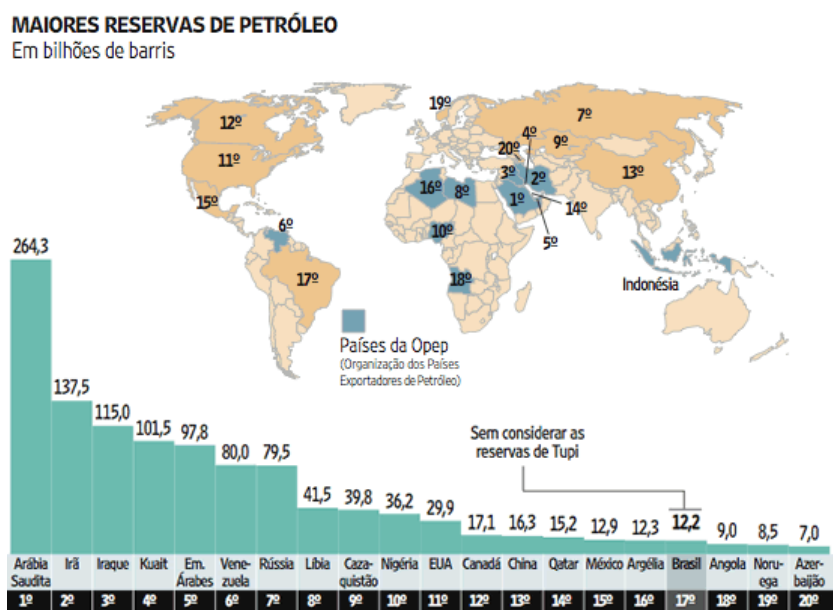 MAIORES RESERVAS DE PETRÓLEO
Em bilhões de barris
19º
7º
12º
4º
20º
9º
11º
3º
2º
13º
16º
8º
15º
1º
14º
6º
10º
5º
17º
18º
Indonésia
Países da Opep
(Organização dos Países
Exportadores de Petróleo)
264,3
137,5
115,0
101,5
97,8
80,0
79,5
41,5
39,8
36,2
29,9
17,1
16,3
15,2
12,9
12,3
12,2
9,0
8,5
7,0
Sem considerar as
reservas de Tupi
Arábia
Saudita
Irã
Iraque
Kuait
Em.
Árabes
Vene-
zuela
Rússia
Líbia
Caza-
quistão
Nigéria
EUA
Canadá
China
Qatar
México
Argélia
Brasil
Angola
Noru-
ega
Azer-
baijão
1º 2º 3º 4º 5º 6º 7º 8º 9º 10º 11º 12º 13º 14º 15º 16º 17º 18º 19º 20º